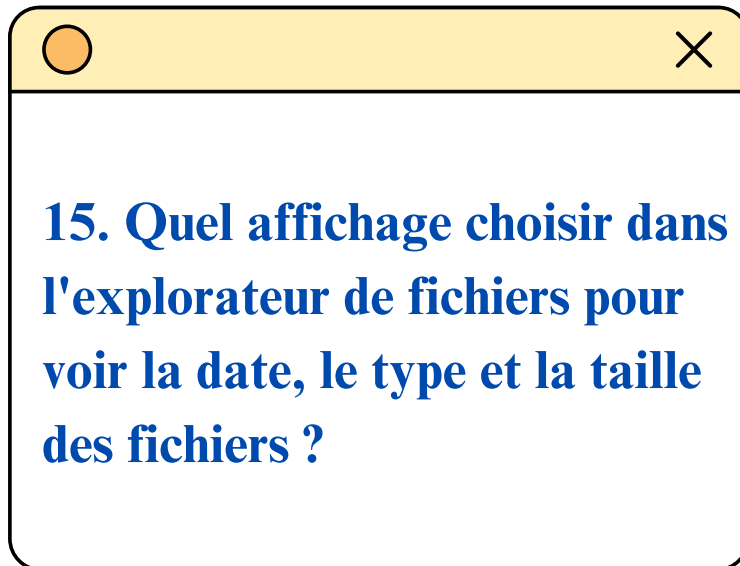 15. Quel affichage choisir dans
l'explorateur de fichiers pour
voir la date, le type et la taille
des fichiers ?